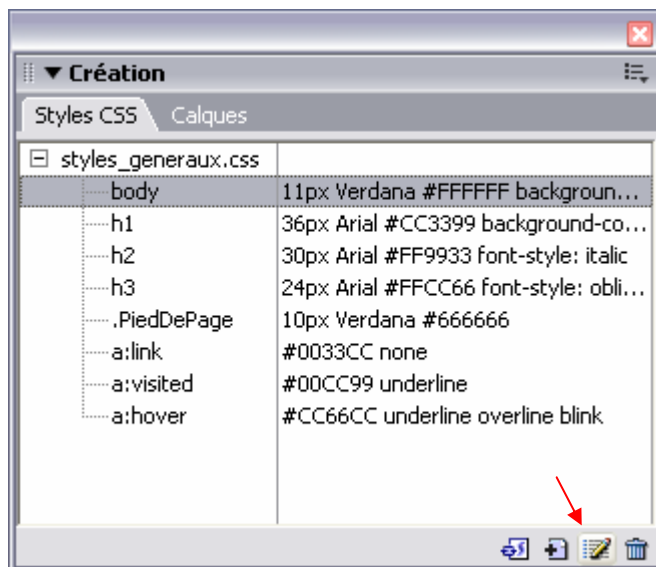 Création
Styles CSS Calques
styles_generaux.css
body 11px Verdana #FFFFFF backgroun...
h1 36px Arial #CC3399 background-co...
h2 30px Arial #FF9933 font-style: italic
h3 24px Arial #FFCC66 font-style: obli...
.PiedDePage 10px Verdana #666666
a:link #0033CC none
a:visited #00CC99 underline
a:hover #CC66CC underline overline blink